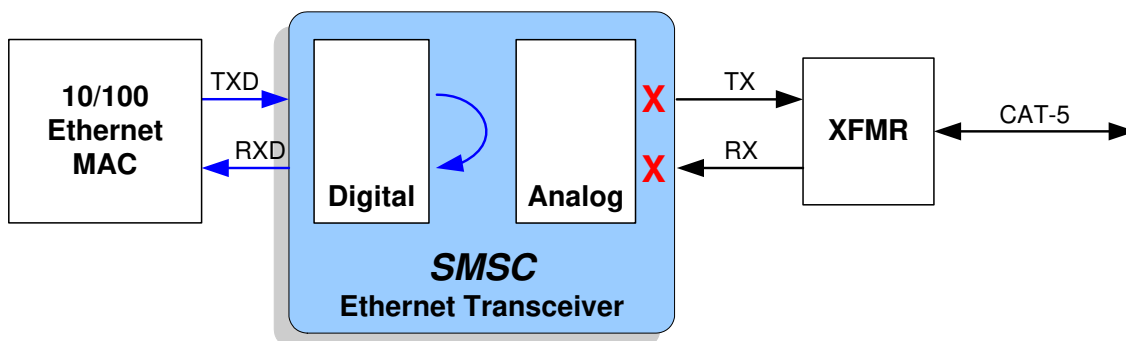 10/100
Ethernet
MAC
TXD
RXD
Digital
Analog
X
X
SMSC
Ethernet Transceiver
TX
RX
XFMR
CAT-5